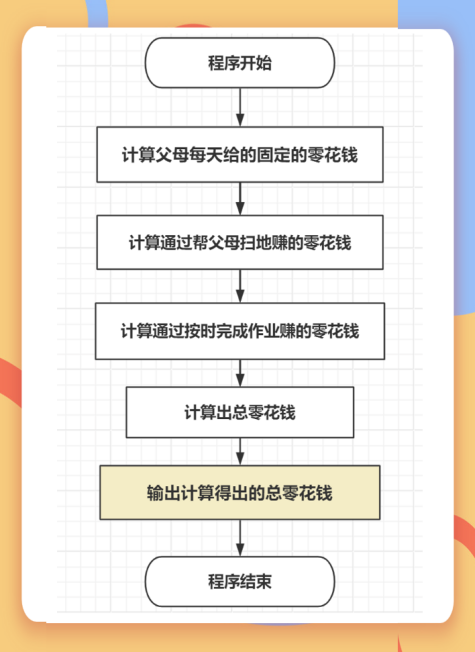 程序开始
计算父母每天给的固定的零花钱
计算通过帮父母扫地赚的零花钱
计算通过按时完成作业赚的零花钱
计算出总零花钱
输出计算得出的总零花钱
程序结束